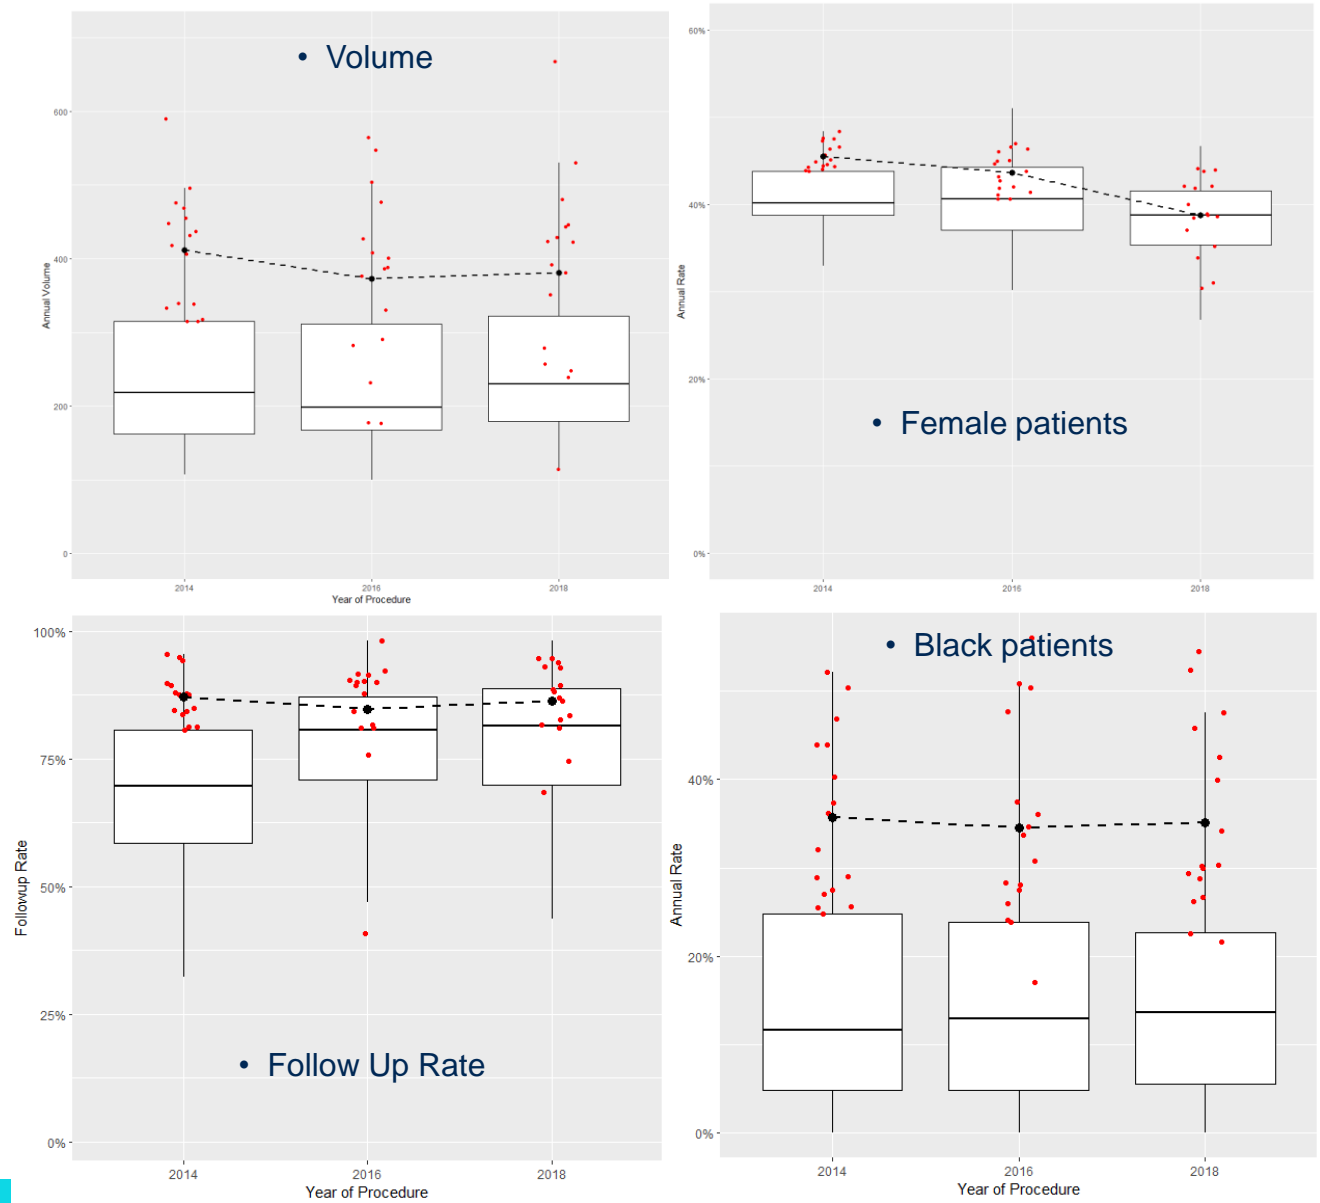 • Volume
600
400
200
0
Annual Volume
2014 2016 2018
Year of Procedure
60%
40%
20%
0%
Annual Rate
• Female patients
2014 2016 2018
100%
75%
50%
25%
0%
Followup Rate
• Follow Up Rate
2014 2016 2018
Year of Procedure
• Black patients
40%
20%
0%
Annual Rate
2014 2016 2018
Year of Procedure